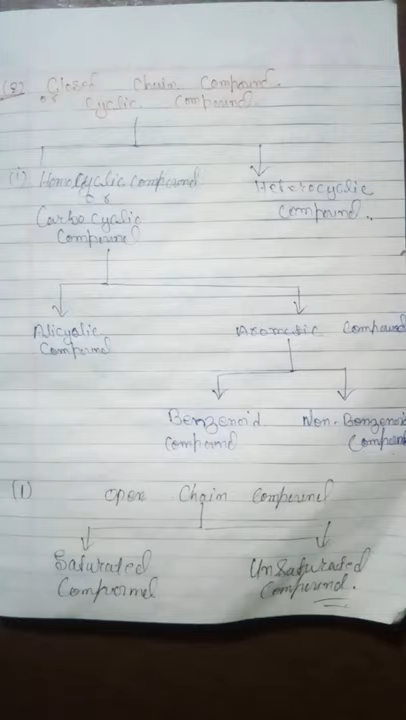 (2) Closed Chain Compound.
or Cyclic Compound.
(i) Homocyclic compound
or
Carbocyclic
Compound
Heterocyclic
Compound.
Alicyclic
Compound
Aromatic Compound
Benzenoid
Compound
Non-Benzenoid
Compound
(1) open Chain Compound
Saturated
Compound
UnSaturated
Compound.